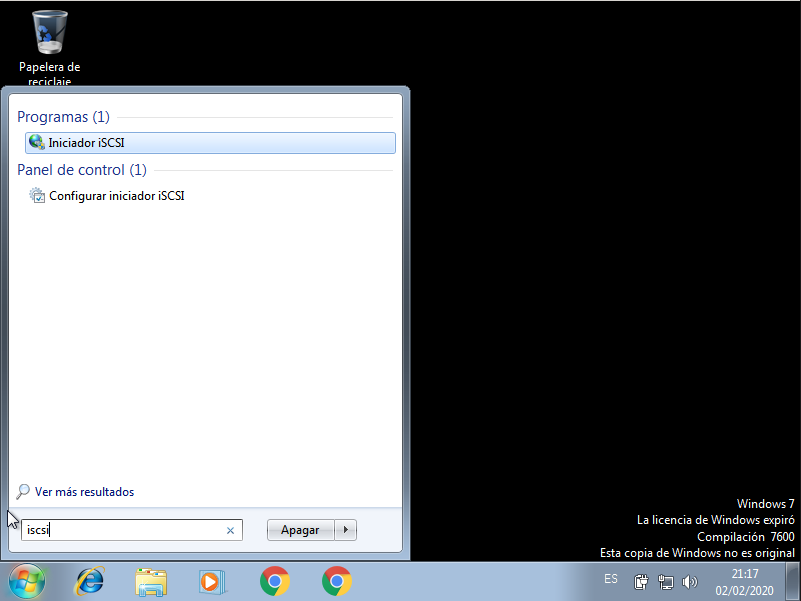 Papelera de
reciclaje
Programas (1)
Iniciador iSCSI
Panel de control (1)
Configurar iniciador iSCSI
Ver más resultados
iscsi
Apagar
Windows 7
La licencia de Windows expiró
Compilación 7600
Esta copia de Windows no es original
ES
21:17
02/02/2020